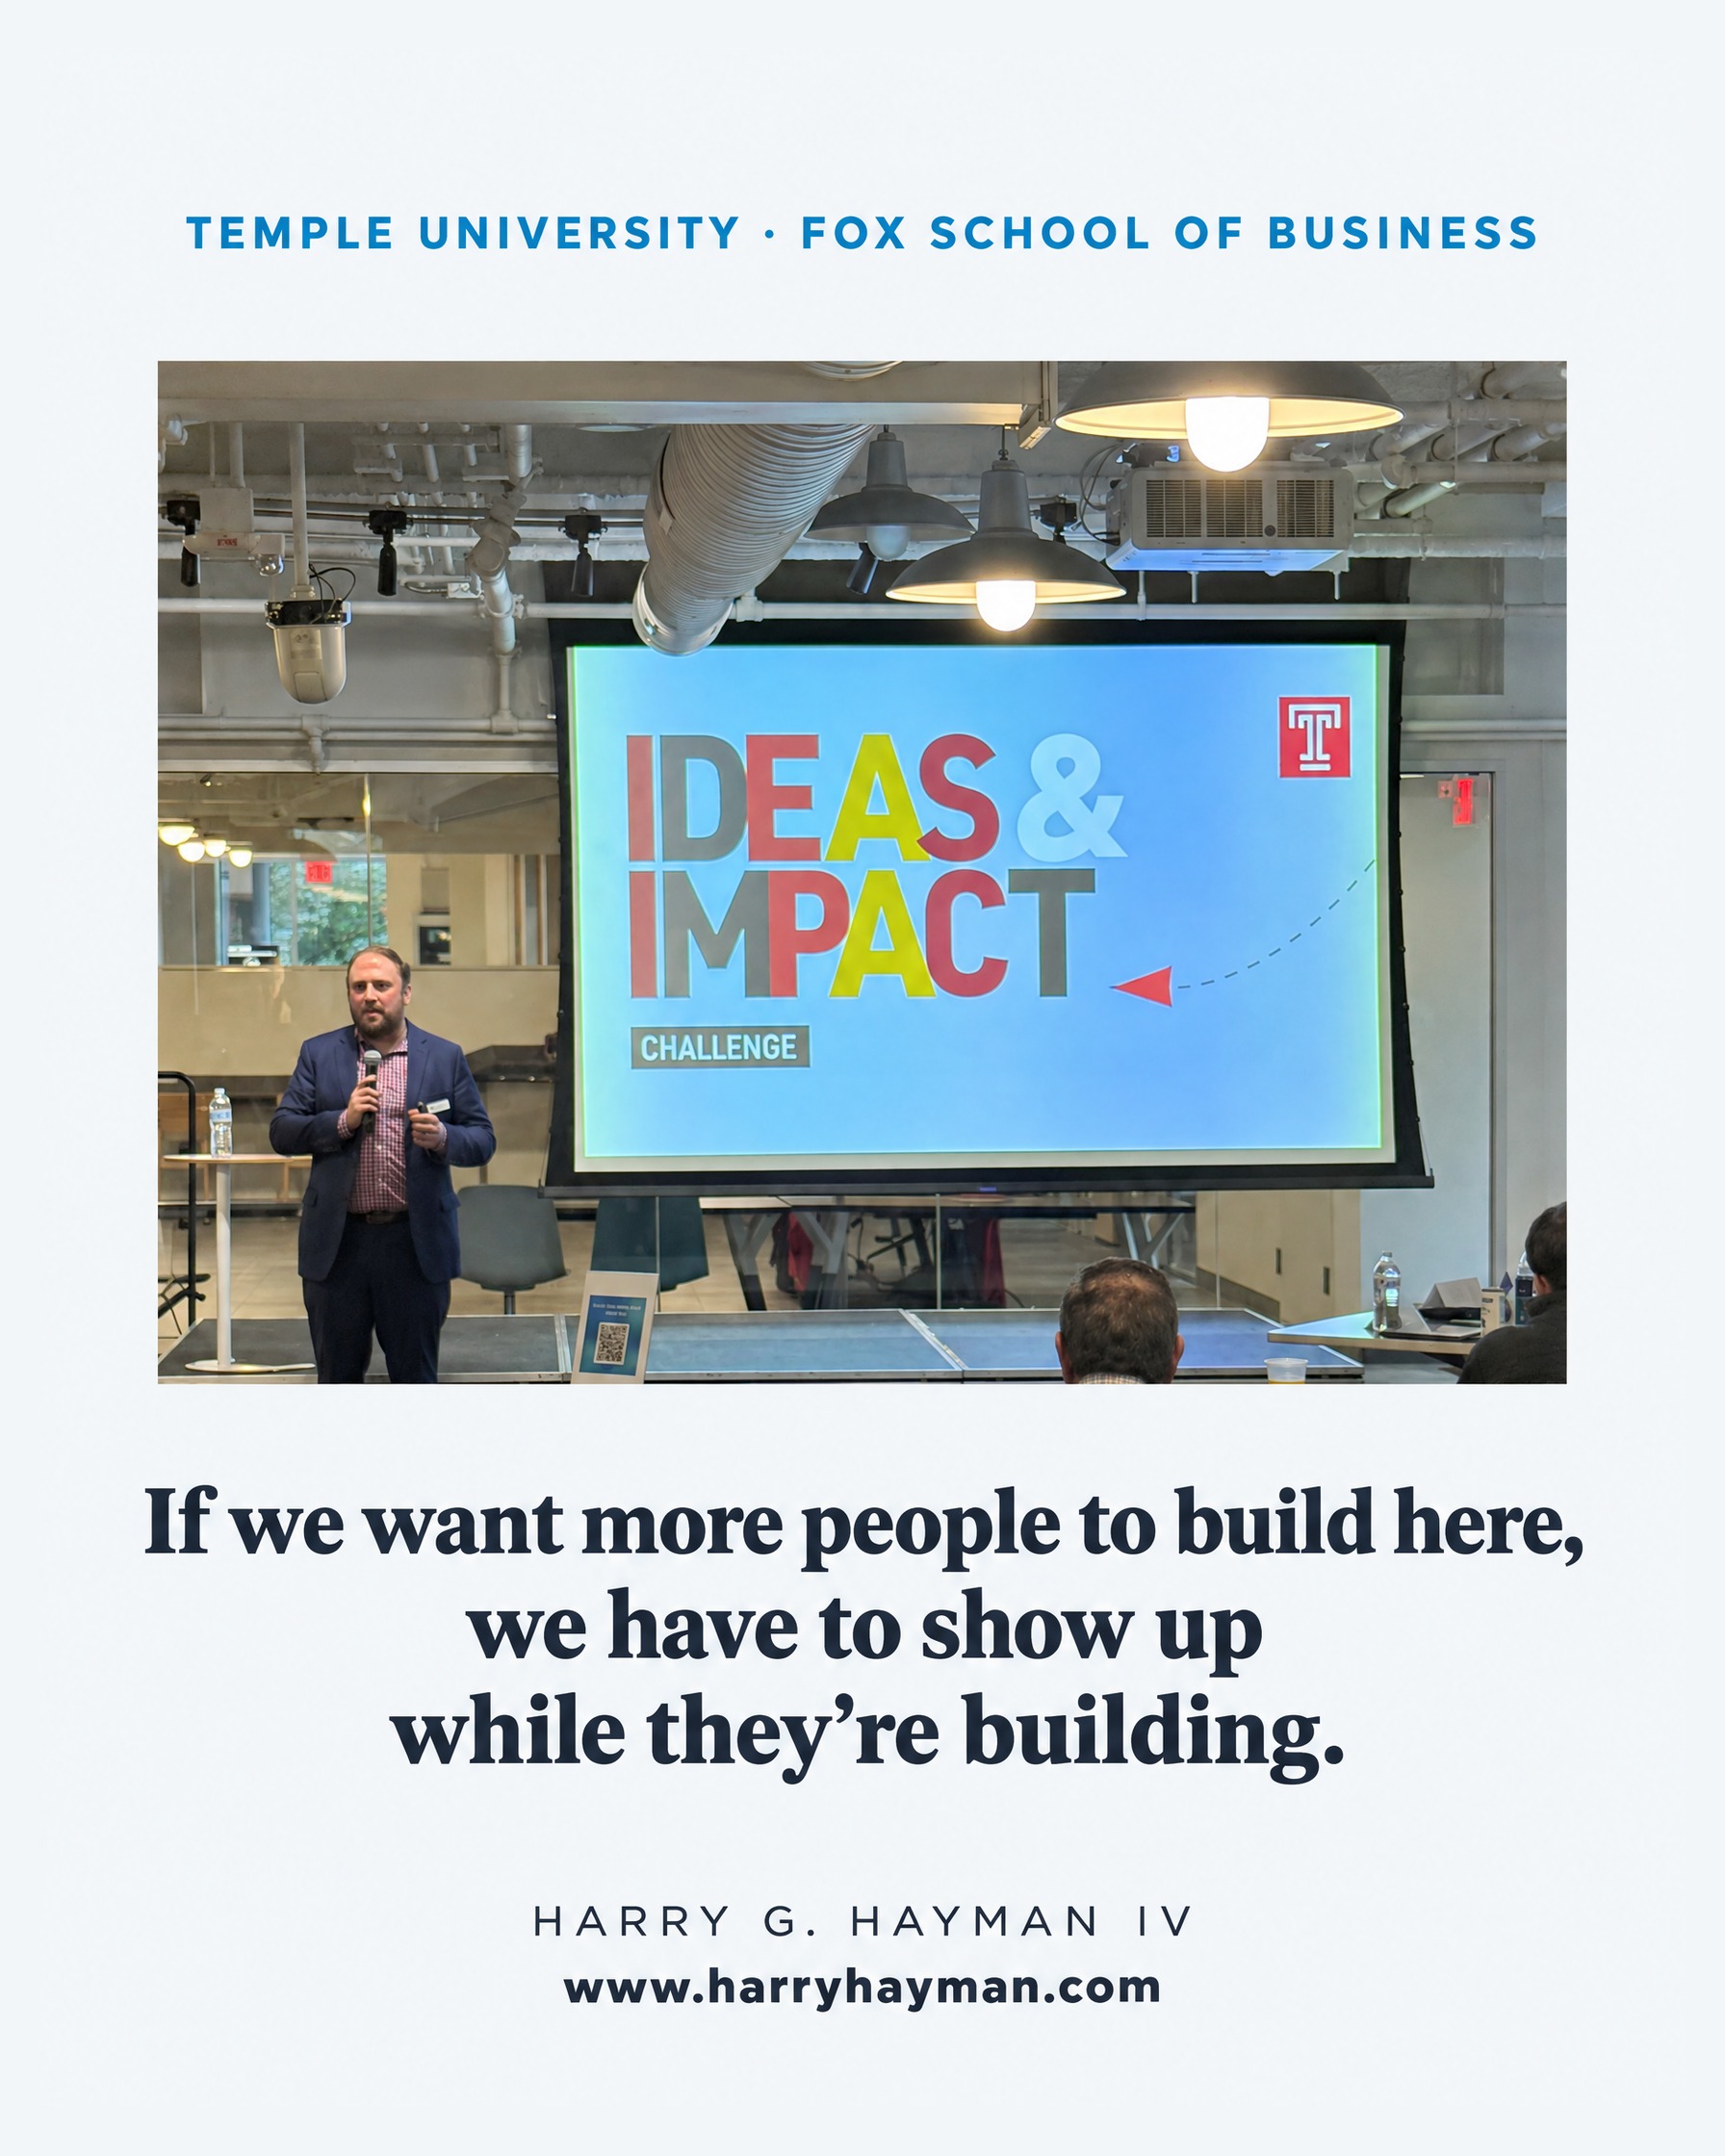 TEMPLE UNIVERSITY · FOX SCHOOL OF BUSINESS
IDEAS &
IMPACT
CHALLENGE
T
If we want more people to build here,
we have to show up
while they’re building.
HARRY G. HAYMAN IV
www.harryhayman.com